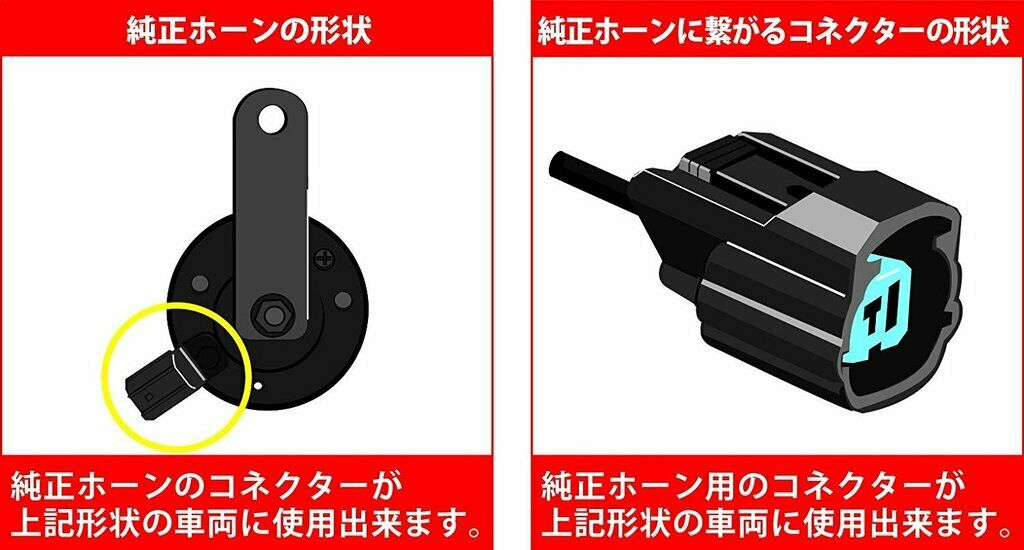 純正ホーンの形状
純正ホーンのコネクターが
上記形状の車両に使用出来ます。
純正ホーンに繋がるコネクターの形状
純正ホーン用のコネクターが
上記形状の車両に使用出来ます。